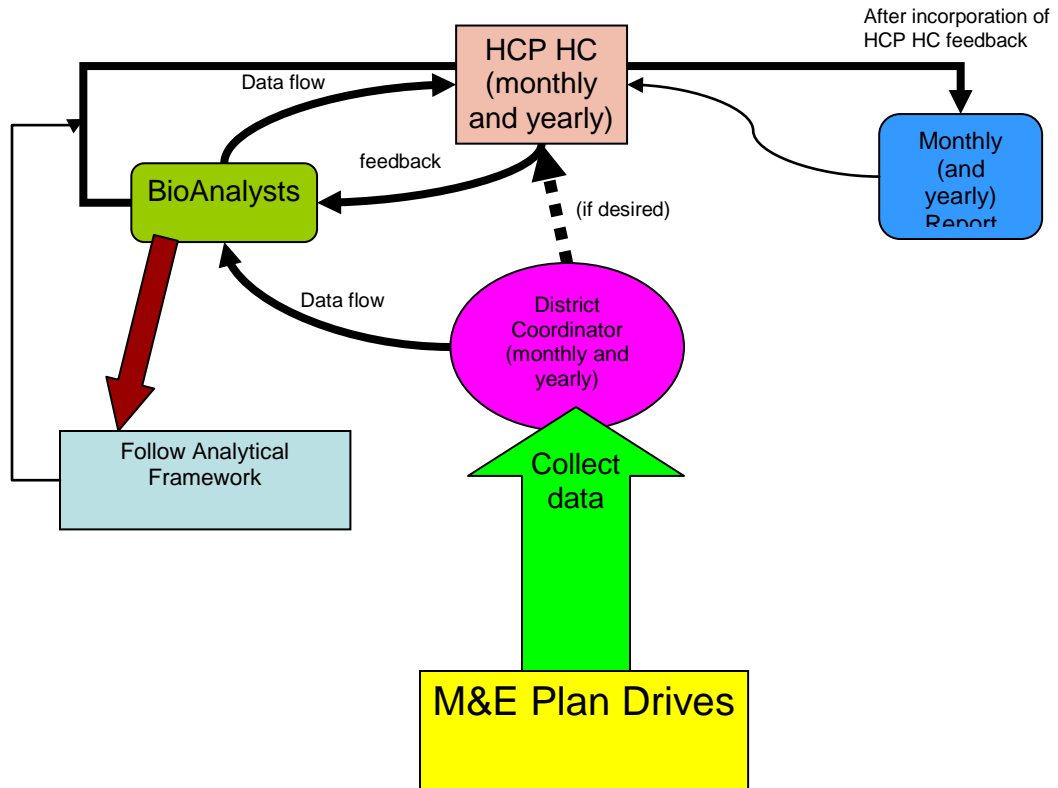 After incorporation of
HCP HC feedback
HCP HC
(monthly
and yearly)
Data flow
feedback
BioAnalysts
Monthly
(and
yearly)
Report
(if desired)
Data flow
District
Coordinator
(monthly and
yearly)
Follow Analytical
Framework
Collect
data
M&E Plan Drives